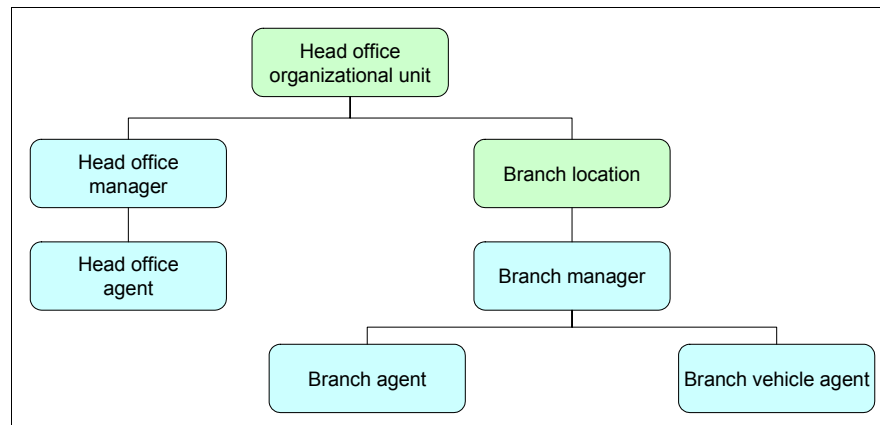 Head office
organizational unit
Head office
manager
Branch location
Head office
agent
Branch manager
Branch agent
Branch vehicle agent